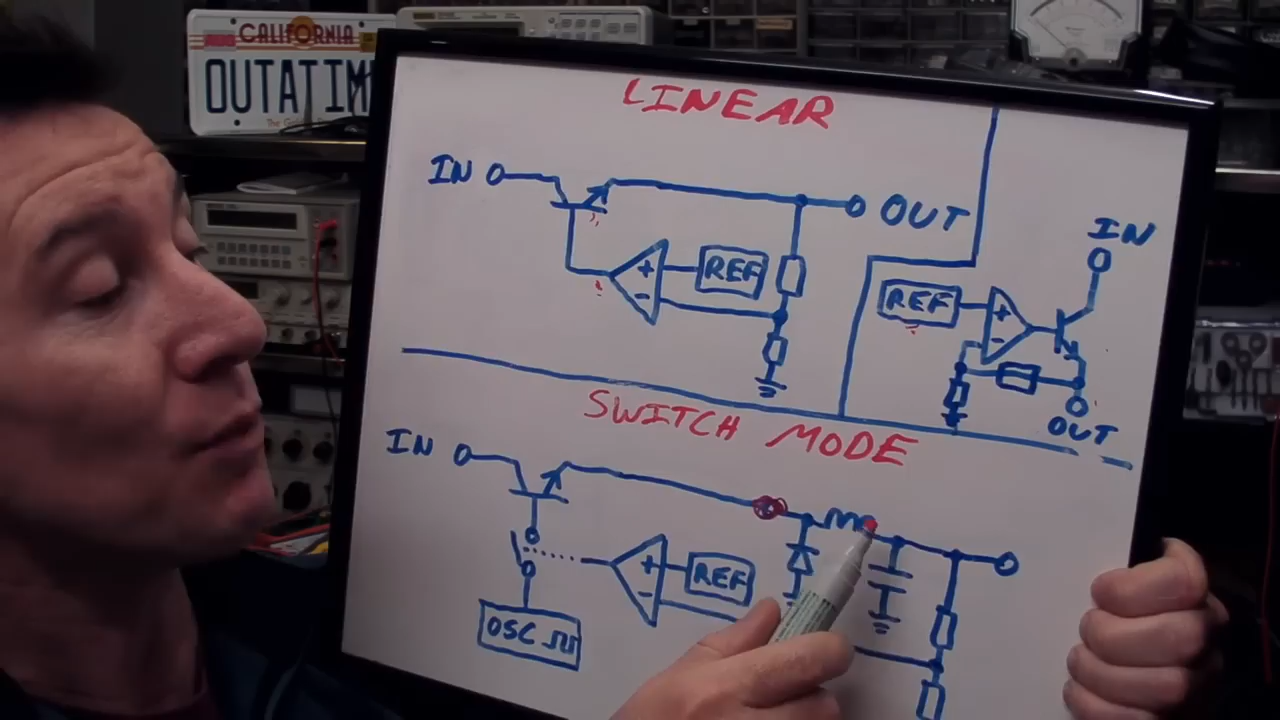 CALIFORNIA
OUTATIM
LINEAR
IN
OUT
+
REF
-
IN
REF
+
-
OUT
SWITCH MODE
IN
+
REF
-
OSC